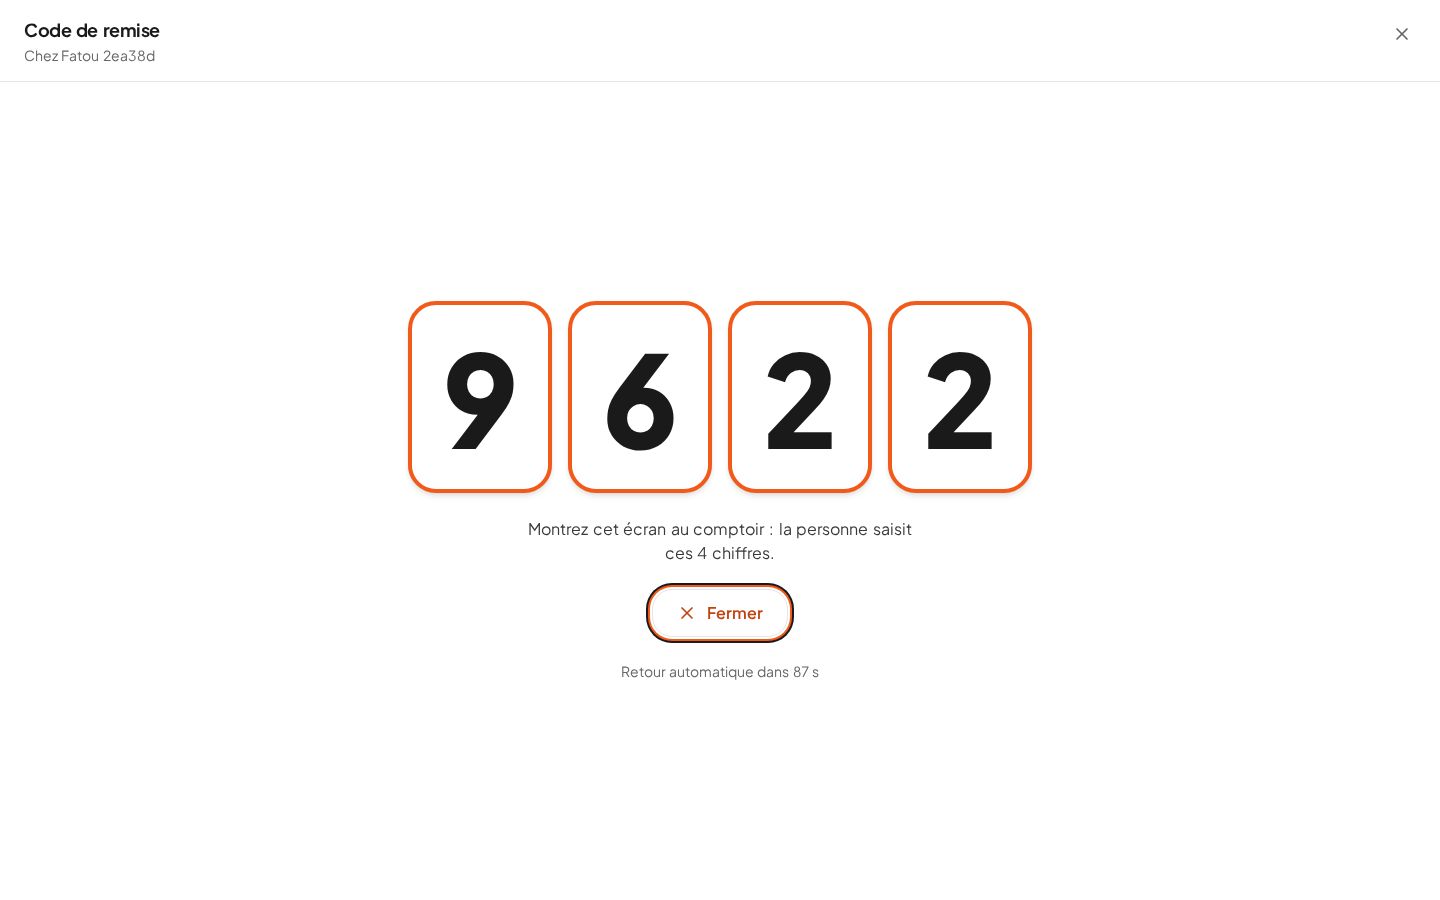 Code de remise
Chez Fatou 2ea38d
9 6 2 2
Montrez cet écran au comptoir : la personne saisit
ces 4 chiffres.
Fermer
Retour automatique dans 87 s